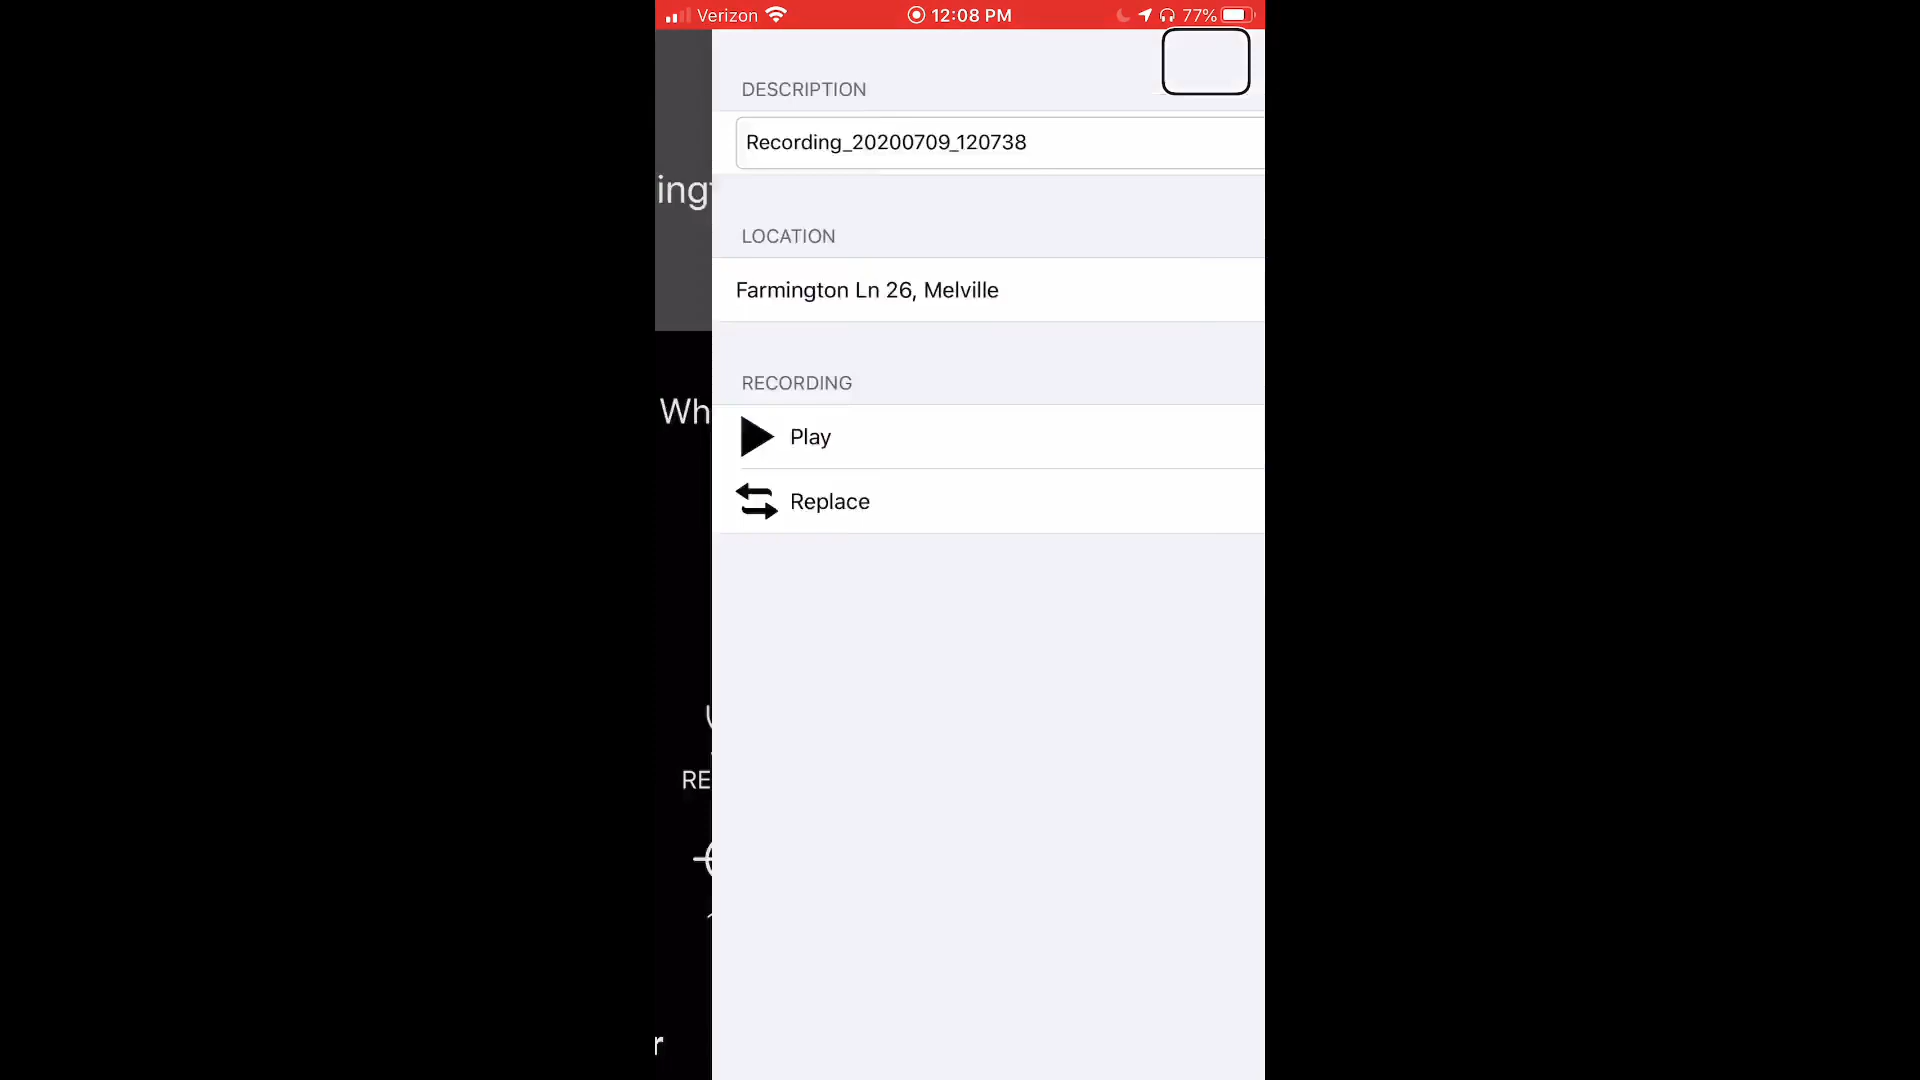 Verizon 12:08 PM 77%
DESCRIPTION
Recording_20200709_120738
ing
LOCATION
Farmington Ln 26, Melville
RECORDING
Wh
Play
Replace
RE
r